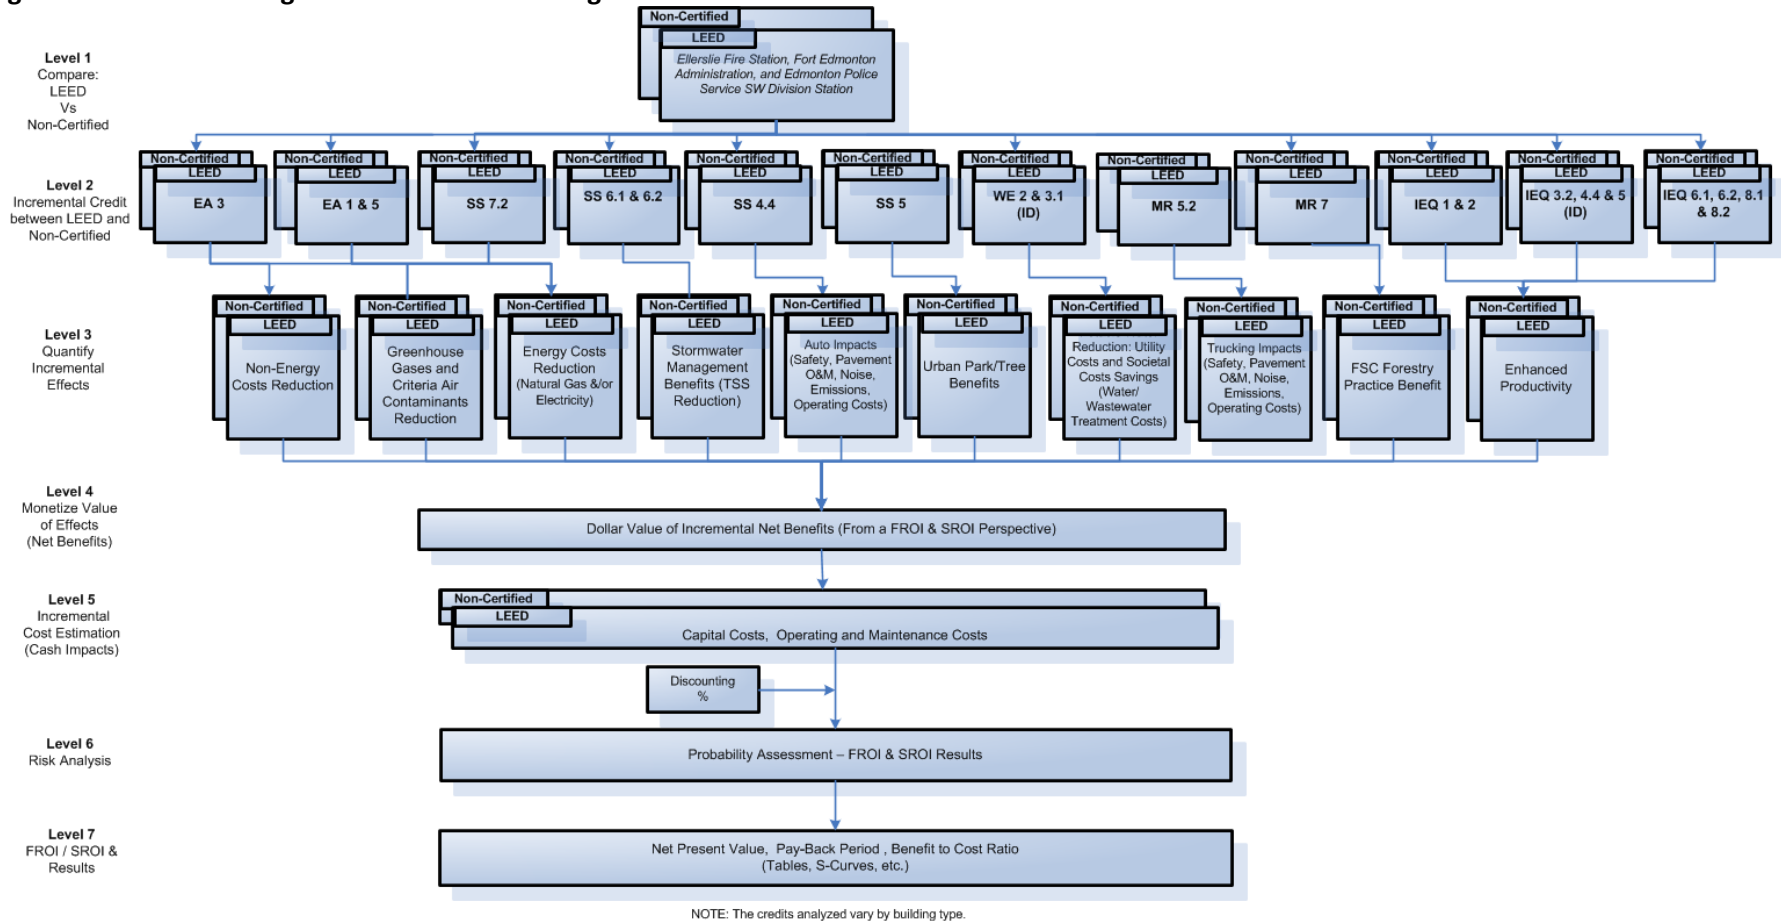 Non-Certified
LEED
Ellerslie Fire Station, Fort Edmonton
Administration, and Edmonton Police
Service SW Division Station
Level 1
Compare:
LEED
Vs
Non-Certified
Level 2
Incremental Credit
between LEED and
Non-Certified
Non-Certified
LEED
EA 3
Non-Certified
LEED
EA 1 & 5
Non-Certified
LEED
SS 7.2
Non-Certified
LEED
SS 6.1 & 6.2
Non-Certified
LEED
SS 4.4
Non-Certified
LEED
SS 5
Non-Certified
LEED
WE 2 & 3.1
(ID)
Non-Certified
LEED
MR 5.2
Non-Certified
LEED
MR 7
Non-Certified
LEED
IEQ 1 & 2
Non-Certified
LEED
IEQ 3.2, 4.4 & 5
(ID)
Non-Certified
LEED
IEQ 6.1, 6.2, 8.1
& 8.2
Level 3
Quantify
Incremental
Effects
Non-Certified
LEED
Non-Energy
Costs Reduction
Non-Certified
LEED
Greenhouse
Gases and
Criteria Air
Contaminants
Reduction
Non-Certified
LEED
Energy Costs
Reduction
(Natural Gas &/or
Electricity)
Non-Certified
LEED
Stormwater
Management
Benefits (TSS
Reduction)
Non-Certified
LEED
Auto Impacts
(Safety, Pavement
O&M, Noise,
Emissions,
Operating Costs)
Non-Certified
LEED
Urban Park/Tree
Benefits
Non-Certified
LEED
Reduction: Utility
Costs and Societal
Costs Savings
(Water/
Wastewater
Treatment Costs)
Non-Certified
LEED
Trucking Impacts
(Safety, Pavement
O&M, Noise,
Emissions,
Operating Costs)
Non-Certified
LEED
FSC Forestry
Practice Benefit
Non-Certified
LEED
Enhanced
Productivity
Level 4
Monetize Value
of Effects
(Net Benefits)
Dollar Value of Incremental Net Benefits (From a FROI & SROI Perspective)
Level 5
Incremental
Cost Estimation
(Cash Impacts)
Non-Certified
LEED
Capital Costs, Operating and Maintenance Costs
Discounting
%
Level 6
Risk Analysis
Probability Assessment – FROI & SROI Results
Level 7
FROI / SROI &
Results
Net Present Value, Pay-Back Period , Benefit to Cost Ratio
(Tables, S-Curves, etc.)
NOTE: The credits analyzed vary by building type.